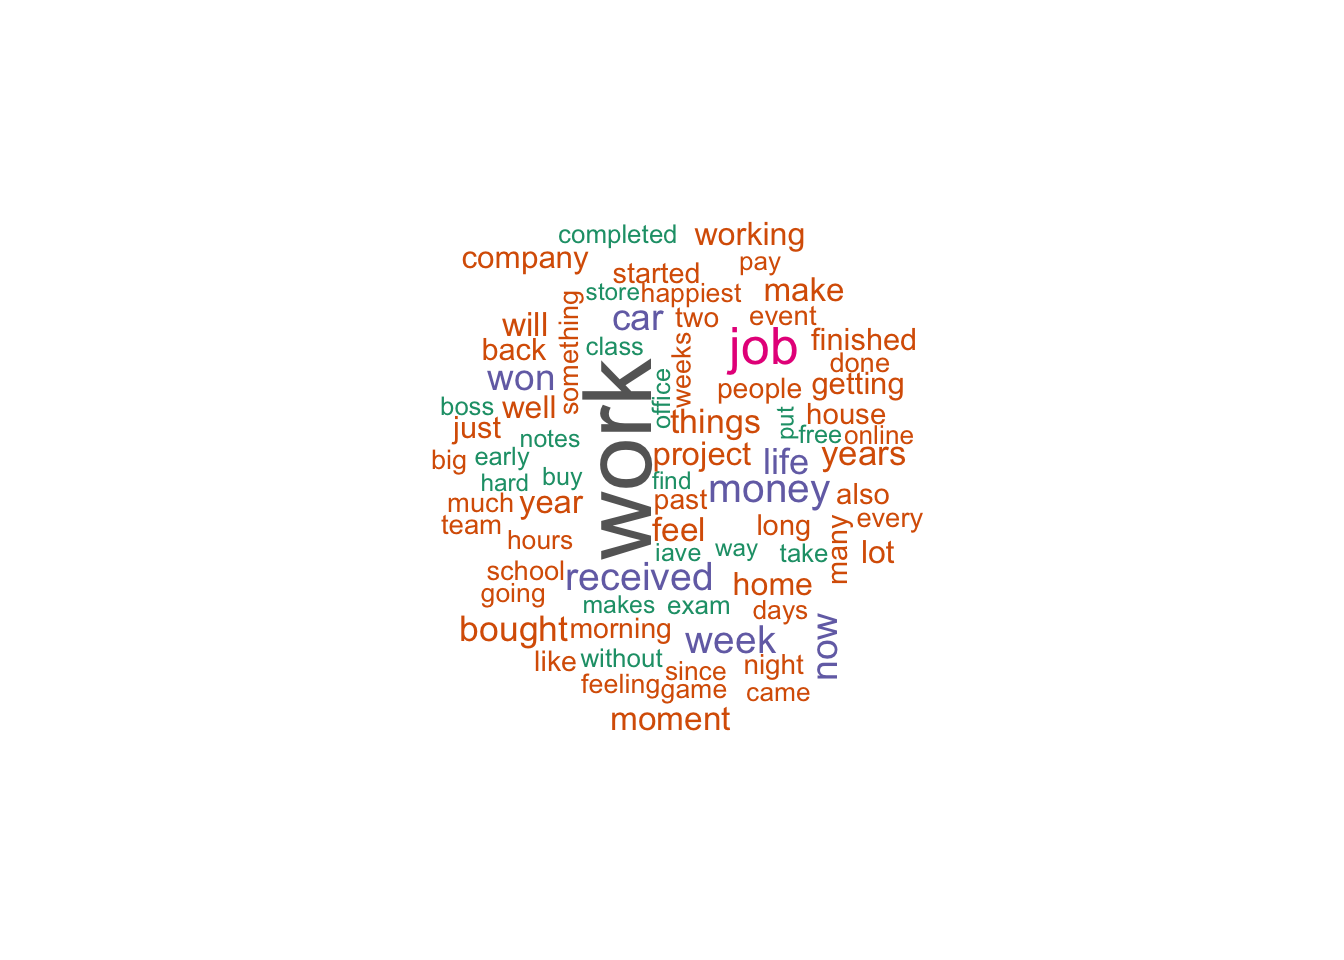 completed
working
company
pay
started
store
happiest
make
something
car
two
event
will
job
finished
back
class
weeks
done
won
work
office
people
getting
boss
well
things
put
house
just
notes
free
online
big
early
project
life
years
hard
buy
find
money
much
year
past
also
team
feel
long
many
every
hours
iave
way
take
lot
school
received
home
going
makes
exam
days
bought
morning
week
now
like
without
since
night
feeling
game
came
moment